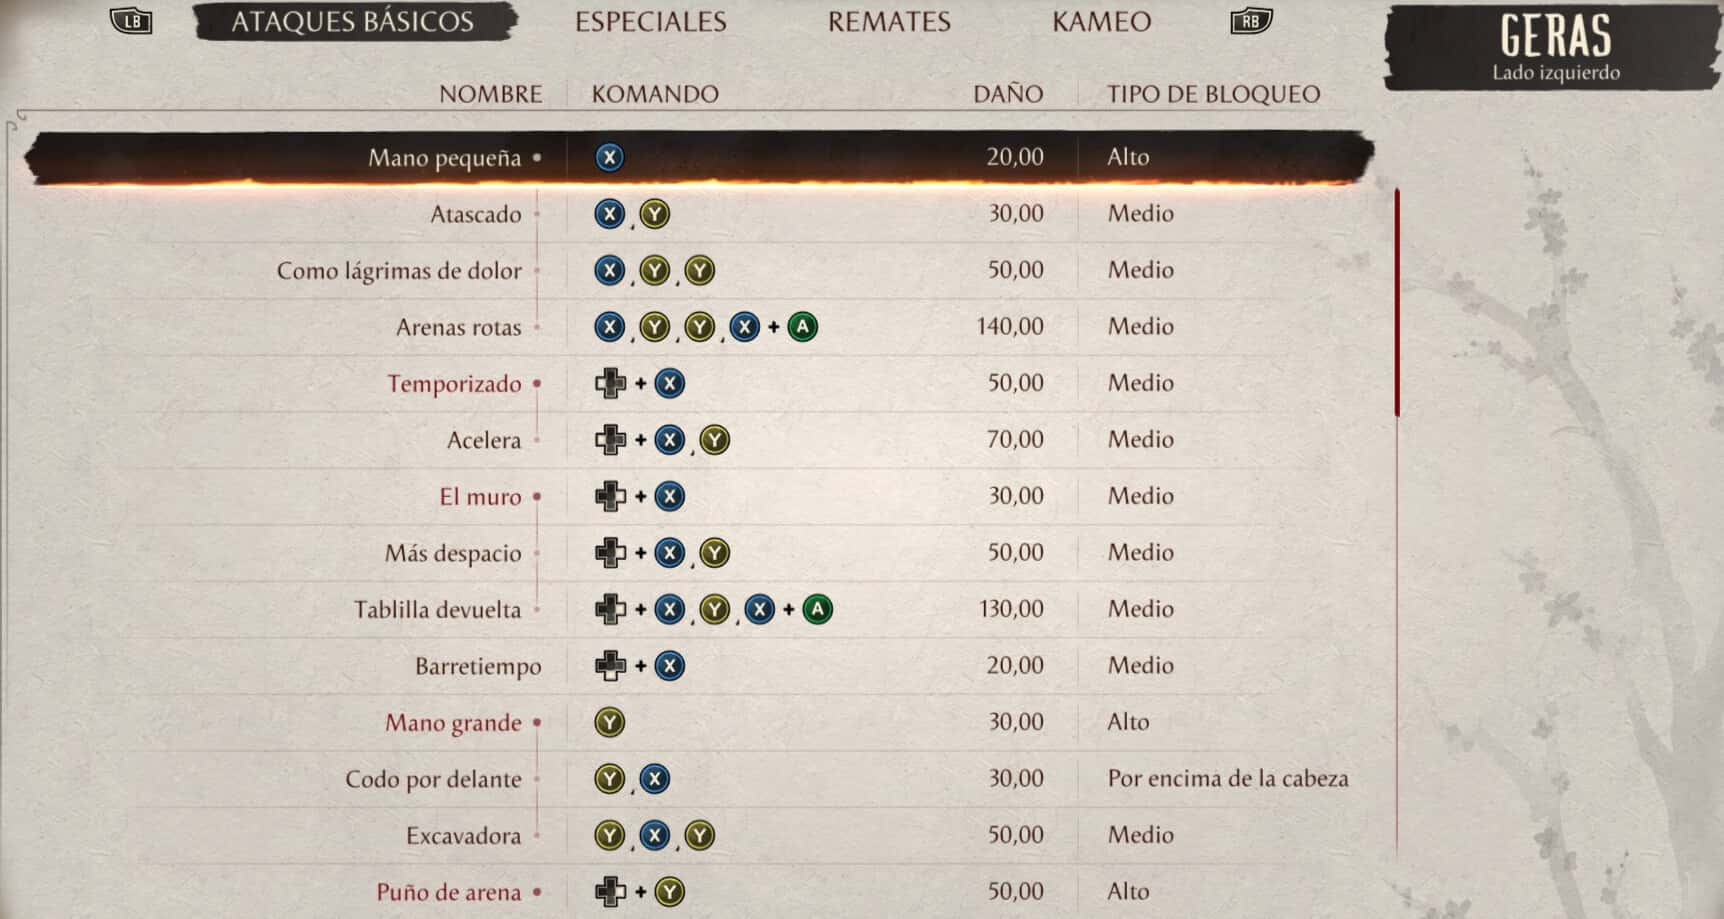 LB ATAQUES BÁSICOS ESPECIALES REMATES KAMEO RB GERAS
Lado izquierdo
NOMBRE KOMANDO DAÑO TIPO DE BLOQUEO
Mano pequeña X 20,00 Alto
Atascado X , Y 30,00 Medio
Como lágrimas de dolor X , Y , Y 50,00 Medio
Arenas rotas X , Y , Y , X + A 140,00 Medio
Temporizado + X 50,00 Medio
Acelera + X , Y 70,00 Medio
El muro + X 30,00 Medio
Más despacio + X , Y 50,00 Medio
Tablilla devuelta + X , Y , X + A 130,00 Medio
Barretiempo + X 20,00 Medio
Mano grande Y 30,00 Alto
Codo por delante Y , X 30,00 Por encima de la cabeza
Excavadora Y , X , Y 50,00 Medio
Puño de arena + Y 50,00 Alto